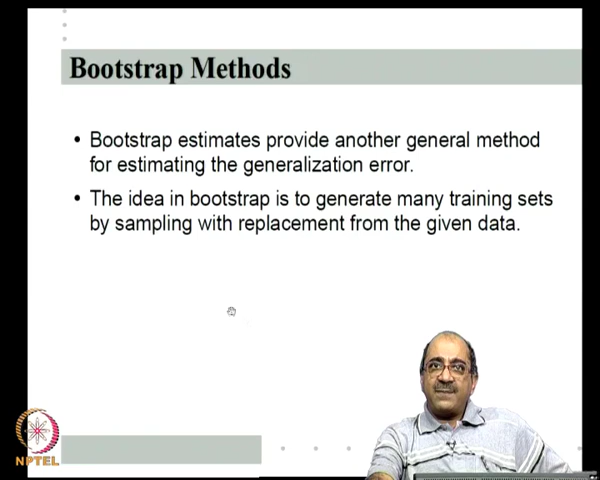 Bootstrap Methods
• Bootstrap estimates provide another general method
for estimating the generalization error.
• The idea in bootstrap is to generate many training sets
by sampling with replacement from the given data.
NPTEL